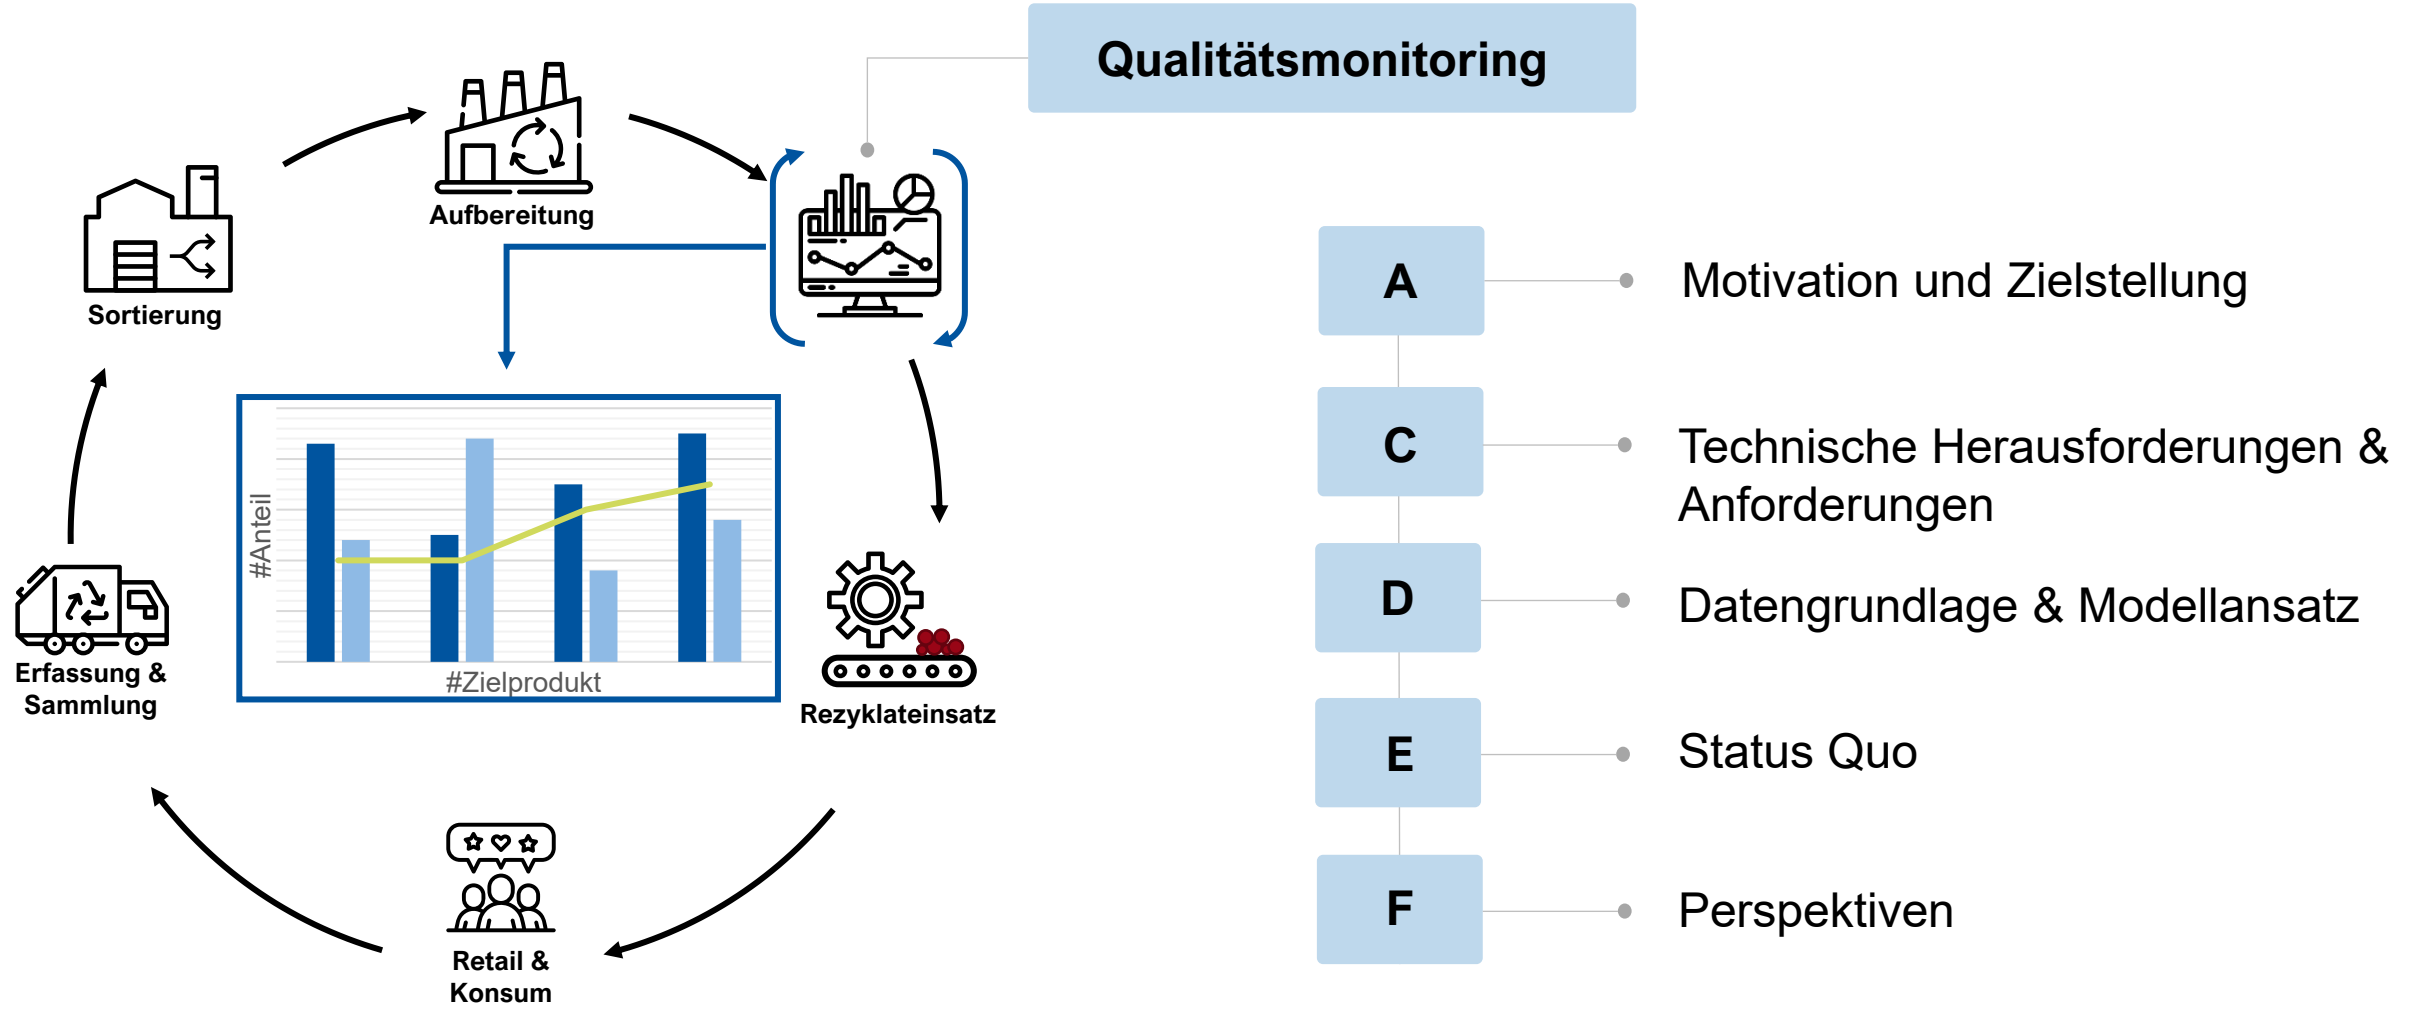 Qualitätsmonitoring
Aufbereitung
Sortierung
Erfassung &
Sammlung
#Anteil
#Zielprodukt
Rezyklateinsatz
Retail &
Konsum
A
Motivation und Zielstellung
C
Technische Herausforderungen &
Anforderungen
D
Datengrundlage & Modellansatz
E
Status Quo
F
Perspektiven